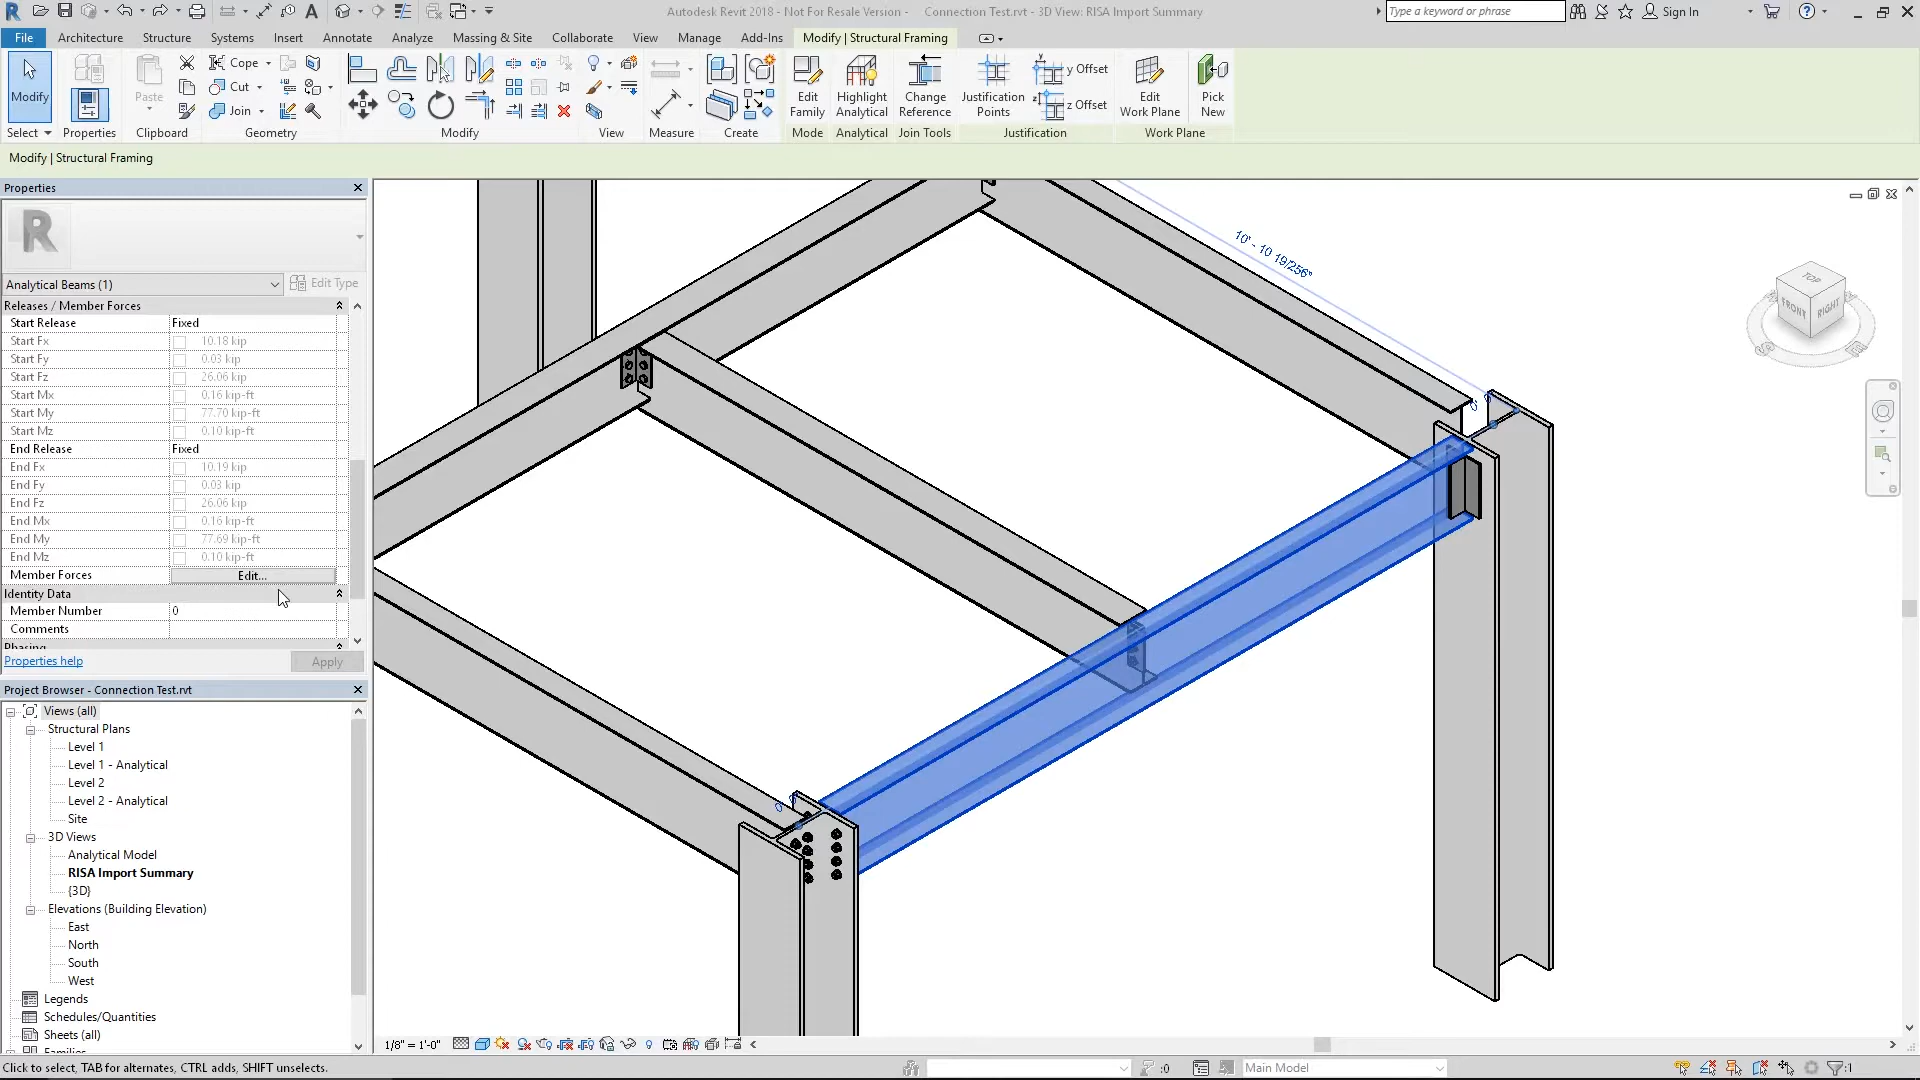 Autodesk Revit 2018 - Not For Resale Version - Connection Test.rvt - 3D View: RISA Import Summary
Type a keyword or phrase
Sign In
File Architecture Structure Systems Insert Annotate Analyze Massing & Site Collaborate View Manage Add-Ins Modify | Structural Framing
Modify
Paste
Cope
Cut
Join
Edit Family
Highlight Analytical
Change Reference
Justification Points
y Offset
z Offset
Edit Work Plane
Pick New
Select Properties Clipboard Geometry Modify View Measure Create Mode Analytical Join Tools Justification Work Plane
Modify | Structural Framing
Properties
Analytical Beams (1)
Edit Type
Releases / Member Forces
Start Release Fixed
Start Fx 10.18 kip
Start Fy 0.03 kip
Start Fz 26.06 kip
Start Mx 0.16 kip-ft
Start My 77.70 kip-ft
Start Mz 0.10 kip-ft
End Release Fixed
End Fx 10.19 kip
End Fy 0.03 kip
End Fz 26.06 kip
End Mx 0.16 kip-ft
End My 77.69 kip-ft
End Mz 0.10 kip-ft
Member Forces Edit...
Identity Data
Member Number 0
Comments
Phasing
Properties help
Apply
Project Browser - Connection Test.rvt
Views (all)
Structural Plans
Level 1
Level 1 - Analytical
Level 2
Level 2 - Analytical
Site
3D Views
Analytical Model
RISA Import Summary
{3D}
Elevations (Building Elevation)
East
North
South
West
Legends
Schedules/Quantities
Sheets (all)
Families
10' - 10 19/256"
TOP
FRONT
RIGHT
S
E
1/8" = 1'-0"
Click to select, TAB for alternates, CTRL adds, SHIFT unselects.
:0
Main Model
:1